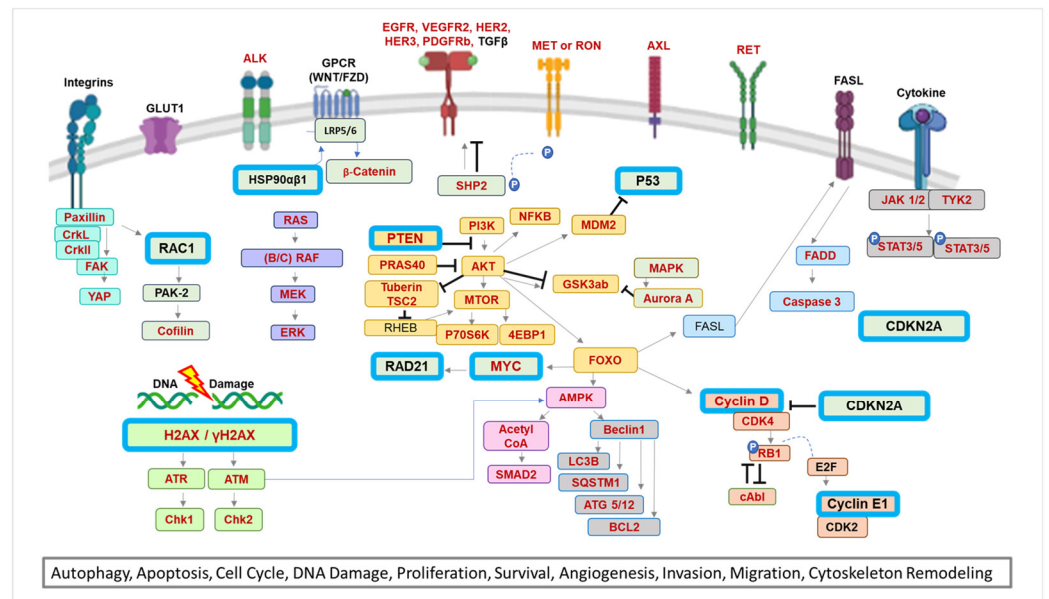 EGFR, VEGFR2, HER2,
HER3, PDGFRb, TGFβ
MET or RON
AXL
RET
ALK
GPCR
(WNT/FZD)
Integrins
GLUT1
FASL
Cytokine
LRP5/6
HSP90αβ1
β-Catenin
SHP2
P
P
P53
JAK 1/2
TYK2
P
STAT3/5
P
STAT3/5
Paxillin
CrkL
CrkII
FAK
YAP
RAC1
PAK-2
Cofilin
RAS
(B/C) RAF
MEK
ERK
PTEN
PI3K
NFKB
MDM2
PRAS40
AKT
Tuberin
TSC2
MTOR
GSK3ab
MAPK
Aurora A
RHEB
P70S6K
4EBP1
FADD
Caspase 3
FASL
CDKN2A
RAD21
MYC
FOXO
DNA
Damage
H2AX / γH2AX
ATR
ATM
Chk1
Chk2
AMPK
Acetyl
CoA
SMAD2
Beclin1
LC3B
SQSTM1
ATG 5/12
BCL2
Cyclin D
CDK4
CDKN2A
P
RB1
cAbl
E2F
Cyclin E1
CDK2
Autophagy, Apoptosis, Cell Cycle, DNA Damage, Proliferation, Survival, Angiogenesis, Invasion, Migration, Cytoskeleton Remodeling